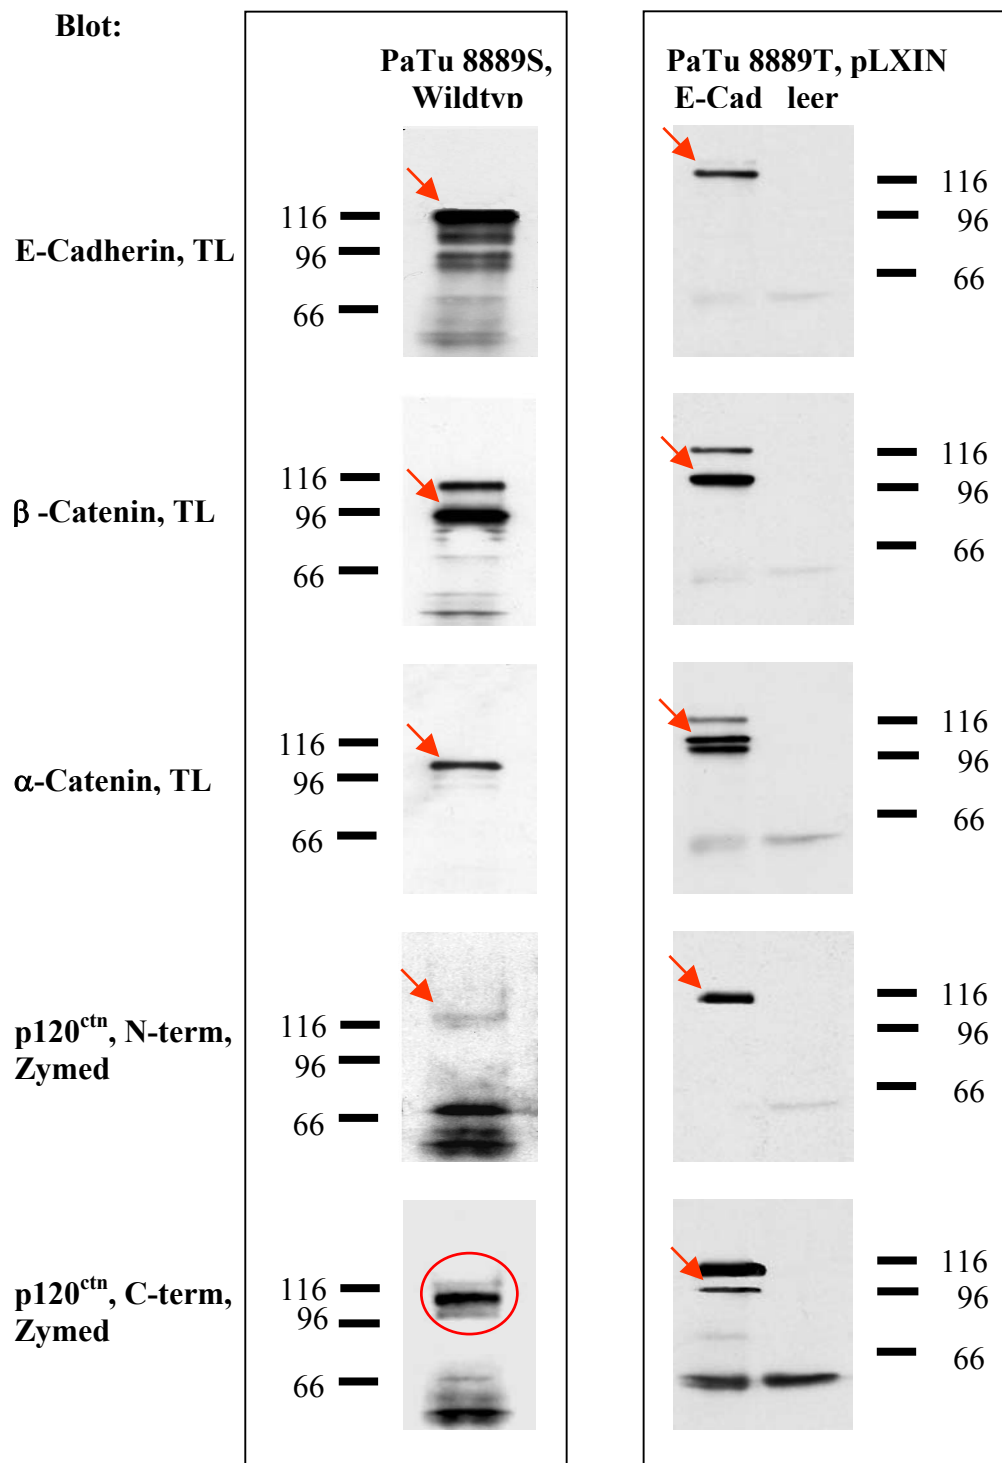 Blot:
PaTu 8889S,
Wildtyp
PaTu 8889T, pLXIN
E-Cad leer
E-Cadherin, TL
116
96
66
116
96
66
β -Catenin, TL
116
96
66
116
96
66
α-Catenin, TL
116
96
66
116
96
66
p120ctn, N-term,
Zymed
116
96
66
116
96
66
p120ctn, C-term,
Zymed
116
96
66
116
96
66